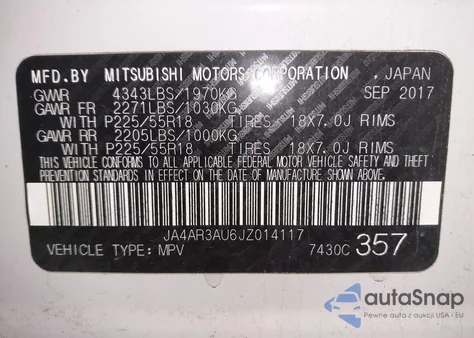 MFD.BY MITSUBISHI MOTORS CORPORATION , JAPAN
GVWR 4343LBS/1970KG SEP 2017
GAWR FR 2271LBS/1030KG
WITH P225/55R18 TIRES 18X7.0J RIMS
GAWR RR 2205LBS/1000KG
WITH P225/55R18 TIRES 18X7.0J RIMS
THIS VEHICLE CONFORMS TO ALL APPLICABLE FEDERAL MOTOR VEHICLE SAFETY AND THEFT
PREVENTION STANDARDS IN EFFECT ON THE DATE OF MANUFACTURE SHOWN ABOVE.
JA4AR3AU6JZ014117
VEHICLE TYPE: MPV 7430C 357
autoSnap
Pewne auta z przejęć USA - EU